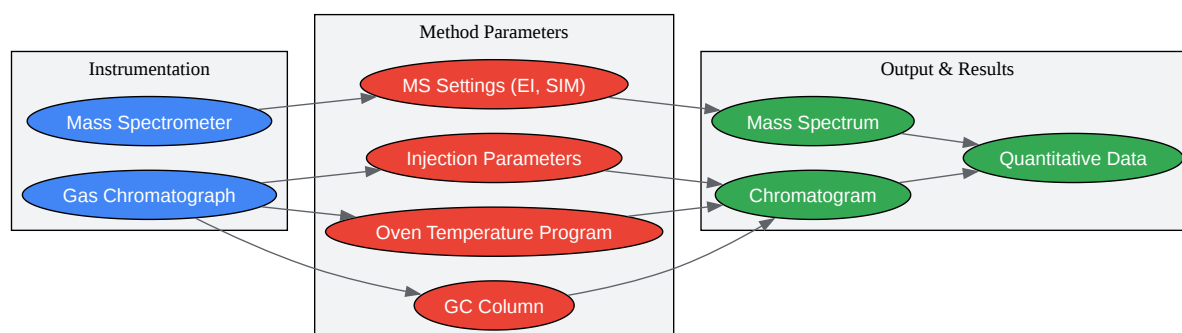 Instrumentation
Mass Spectrometer
Gas Chromatograph
Method Parameters
MS Settings (EI, SIM)
Injection Parameters
Oven Temperature Program
GC Column
Output & Results
Mass Spectrum
Chromatogram
Quantitative Data